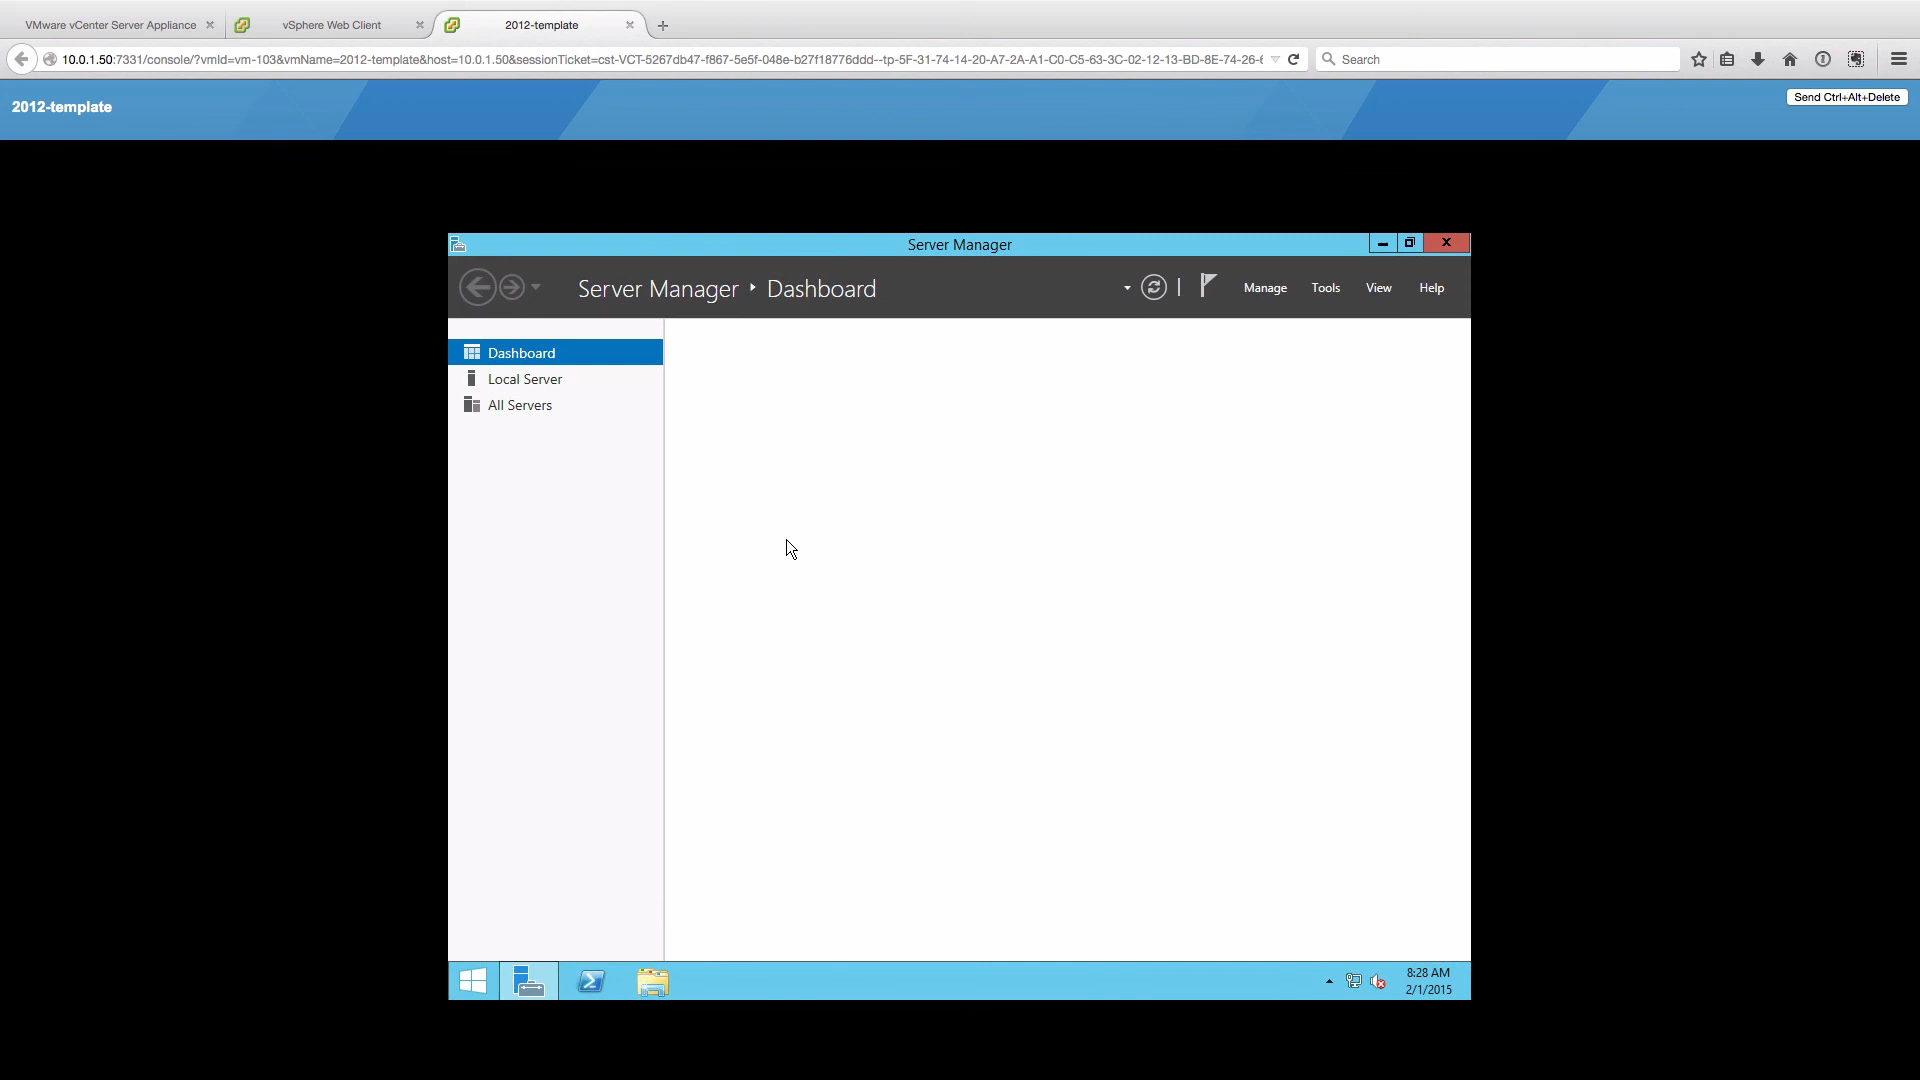 VMware vCenter Server Appliance
vSphere Web Client
2012-template
10.0.1.50:7331/console/?vmId=vm-103&vmName=2012-template&host=10.0.1.50&sessionTicket=cst-VCT-5267db47-f867-5e5f-048e-b27f18776ddd--tp-5F-31-74-14-20-A7-2A-A1-C0-C5-63-3C-02-12-13-BD-8E-74-26-6
Search
2012-template
Send Ctrl+Alt+Delete
Server Manager
Server Manager
Dashboard
Manage
Tools
View
Help
Dashboard
Local Server
All Servers
8:28 AM
2/1/2015